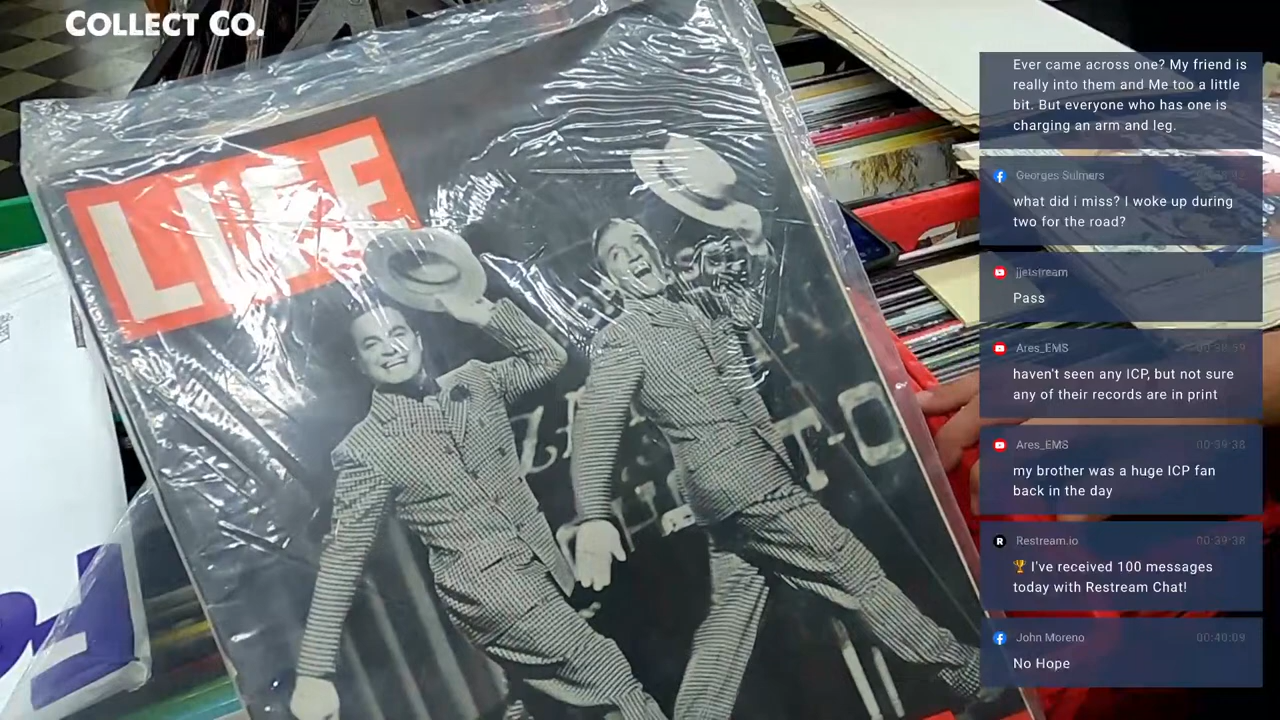 COLLECT CO.
LIFE
Ever came across one? My friend is
really into them and Me too a little
bit. But everyone who has one is
charging an arm and leg.
Georges Sulmers
what did i miss? I woke up during
two for the road?
jjetstream
Pass
Ares_EMS
00:38:59
haven't seen any ICP, but not sure
any of their records are in print
Ares_EMS
00:39:38
my brother was a huge ICP fan
back in the day
Restream.io
00:39:38
🏆 I've received 100 messages
today with Restream Chat!
John Moreno
00:40:09
No Hope